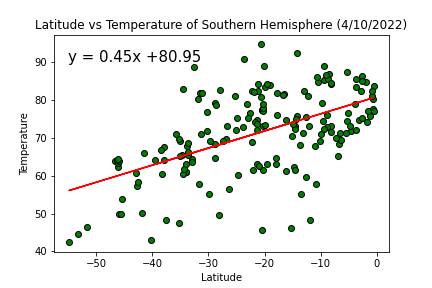 Latitude vs Temperature of Southern Hemisphere (4/10/2022)
y = 0.45x +80.95
90
80
70
60
50
40
Temperature
−50 −40 −30 −20 −10 0
Latitude